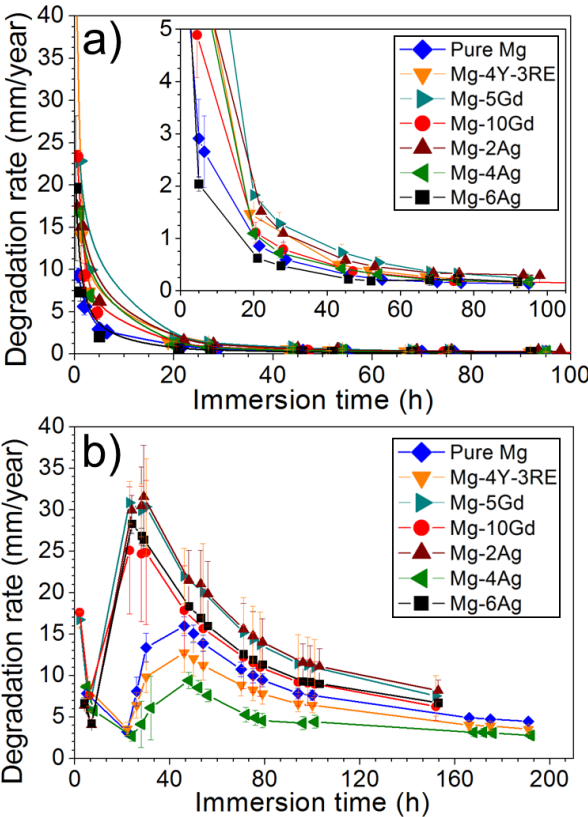 a)
Degradation rate (mm/year)
40
35
30
25
20
15
10
5
0
5
4
3
2
1
0
Pure Mg
Mg-4Y-3RE
Mg-5Gd
Mg-10Gd
Mg-2Ag
Mg-4Ag
Mg-6Ag
0 20 40 60 80 100
0 20 40 60 80 100
Immersion time (h)
b)
Degradation rate (mm/year)
40
35
30
25
20
15
10
5
0
Pure Mg
Mg-4Y-3RE
Mg-5Gd
Mg-10Gd
Mg-2Ag
Mg-4Ag
Mg-6Ag
0 40 80 120 160 200
Immersion time (h)